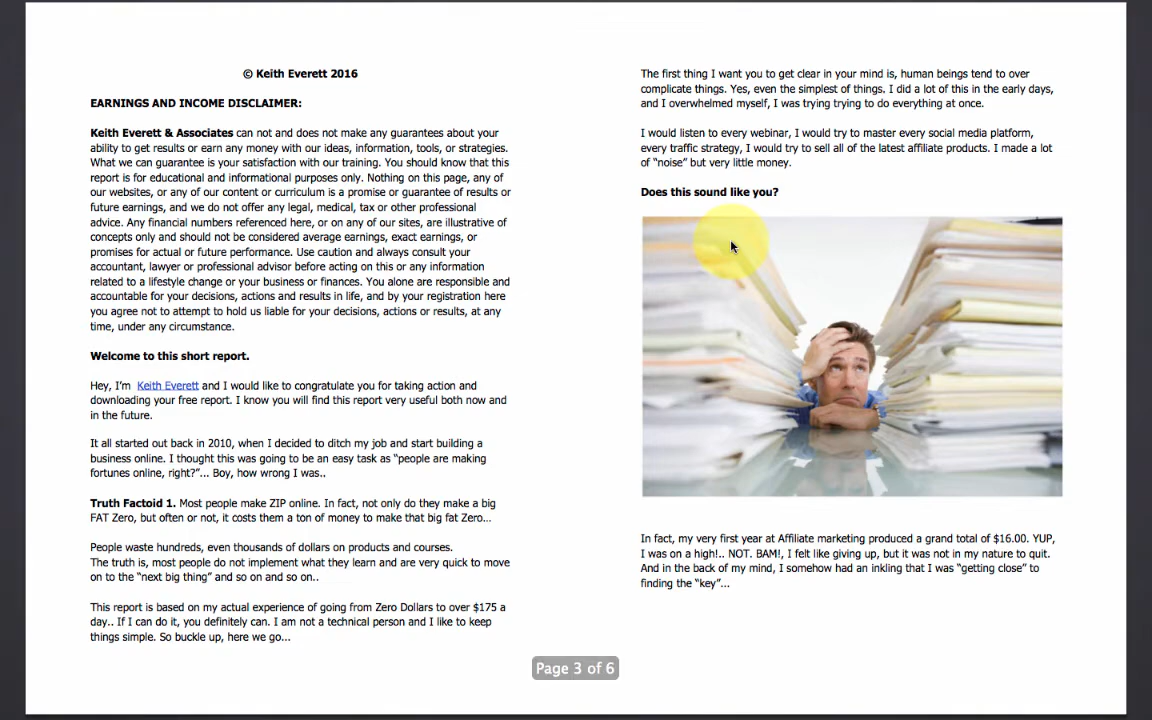 © Keith Everett 2016
EARNINGS AND INCOME DISCLAIMER:
Keith Everett & Associates can not and does not make any guarantees about your
ability to get results or earn any money with our ideas, information, tools, or strategies.
What we can guarantee is your satisfaction with our training. You should know that this
report is for educational and informational purposes only. Nothing on this page, any of
our websites, or any of our content or curriculum is a promise or guarantee of results or
future earnings, and we do not offer any legal, medical, tax or other professional
advice. Any financial numbers referenced here, or on any of our sites, are illustrative of
concepts only and should not be considered average earnings, exact earnings, or
promises for actual or future performance. Use caution and always consult your
accountant, lawyer or professional advisor before acting on this or any information
related to a lifestyle change or your business or finances. You alone are responsible and
accountable for your decisions, actions and results in life, and by your registration here
you agree not to attempt to hold us liable for your decisions, actions or results, at any
time, under any circumstance.
Welcome to this short report.
Hey, I'm Keith Everett and I would like to congratulate you for taking action and
downloading your free report. I know you will find this report very useful both now and
in the future.
It all started out back in 2010, when I decided to ditch my job and start building a
business online. I thought this was going to be an easy task as “people are making
fortunes online, right?”... Boy, how wrong I was..
Truth Factoid 1. Most people make ZIP online. In fact, not only do they make a big
FAT Zero, but often or not, it costs them a ton of money to make that big fat Zero...
People waste hundreds, even thousands of dollars on products and courses.
The truth is, most people do not implement what they learn and are very quick to move
on to the “next big thing” and so on and so on..
This report is based on my actual experience of going from Zero Dollars to over $175 a
day.. If I can do it, you definitely can. I am not a technical person and I like to keep
things simple. So buckle up, here we go...
The first thing I want you to get clear in your mind is, human beings tend to over
complicate things. Yes, even the simplest of things. I did a lot of this in the early days,
and I overwhelmed myself, I was trying trying to do everything at once.
I would listen to every webinar, I would try to master every social media platform,
every traffic strategy, I would try to sell all of the latest affiliate products. I made a lot
of “noise” but very little money.
Does this sound like you?
In fact, my very first year at Affiliate marketing produced a grand total of $16.00. YUP,
I was on a high!.. NOT. BAM!, I felt like giving up, but it was not in my nature to quit.
And in the back of my mind, I somehow had an inkling that I was “getting close” to
finding the “key”...
Page 3 of 6